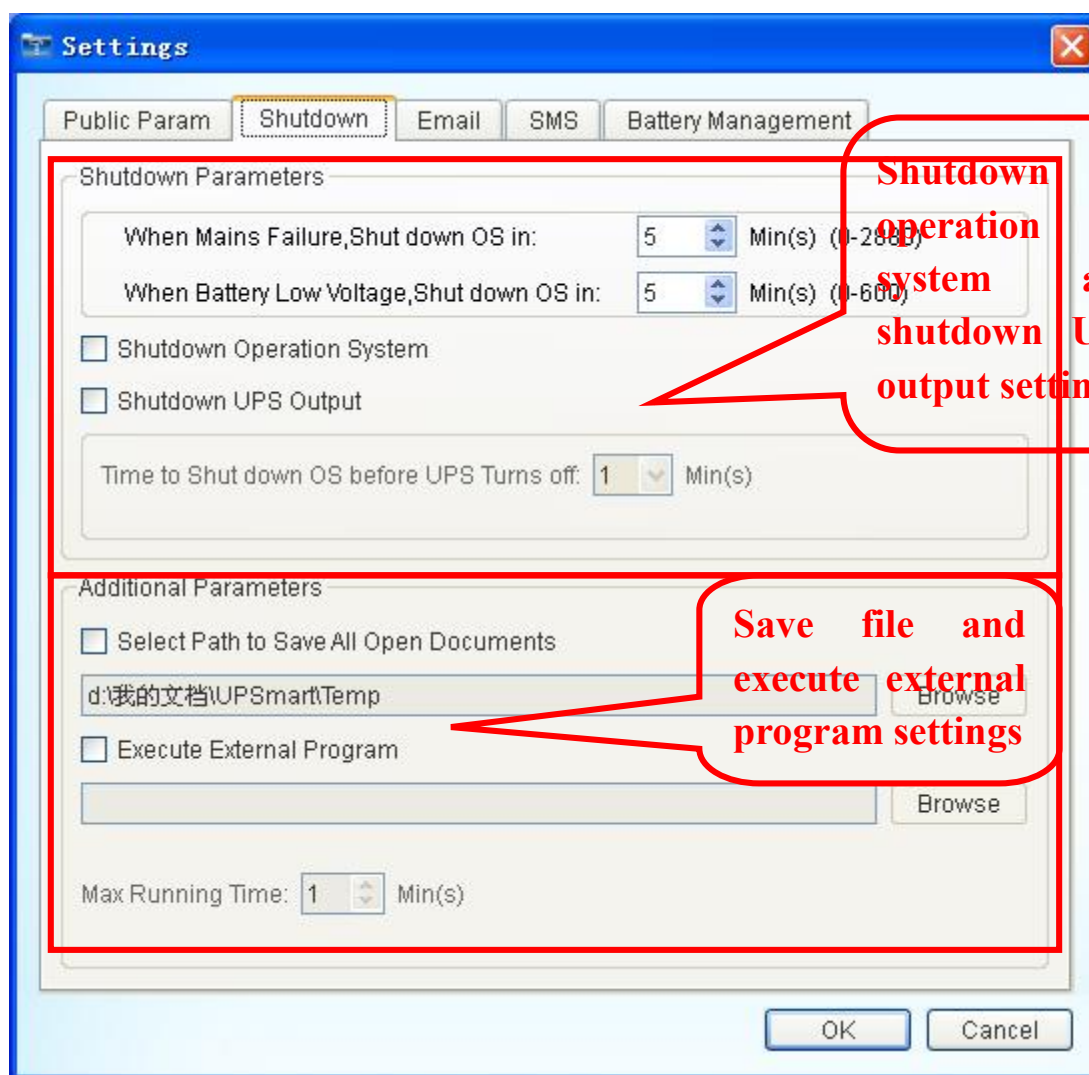 Settings
Public Param Shutdown Email SMS Battery Management
Shutdown Parameters
When Mains Failure,Shut down OS in: 5 Min(s)
When Battery Low Voltage,Shut down OS in: 5 Min(s) (0-600)
Shutdown Operation System
Shutdown UPS Output
Time to Shut down OS before UPS Turns off: 1 Min(s)
Shutdown
operation
system
shutdown
output
Additional Parameters
Select Path to Save All Open Documents
d:\我的文档\UPSmart\Temp Browse
Execute External Program
Browse
Max Running Time: 1 Min(s)
Save file and
execute external
program settings
OK Cancel